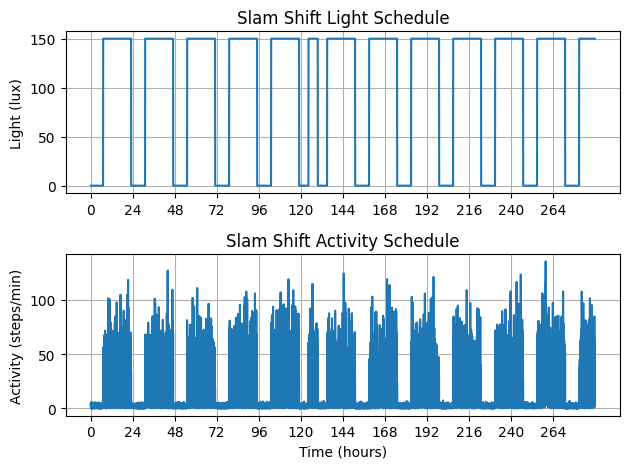 Slam Shift Light Schedule
150
100
50
0
Light (lux)
0 24 48 72 96 120 144 168 192 216 240 264
Slam Shift Activity Schedule
100
50
0
Activity (steps/min)
0 24 48 72 96 120 144 168 192 216 240 264
Time (hours)